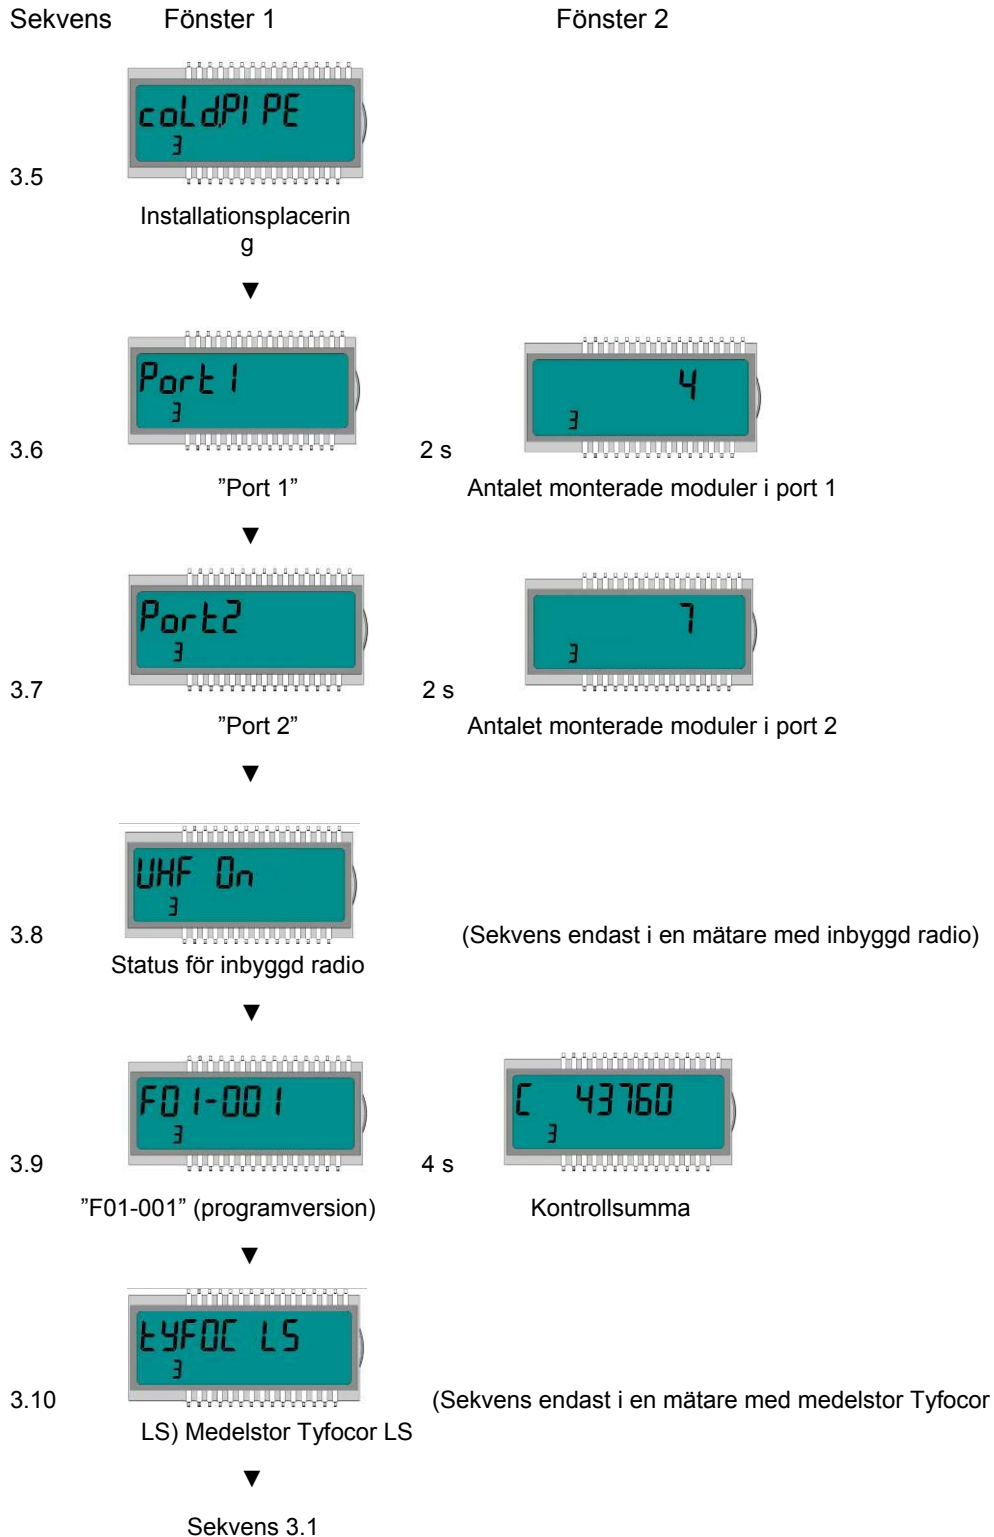 Sekvens Fönster 1 Fönster 2
coLd,PIPE
3
3.5
Installationsplacerin
g
▼
Port1
3
4
3
3.6 2 s
”Port 1” Antalet monterade moduler i port 1
▼
Port2
3
7
3
3.7 2 s
”Port 2” Antalet monterade moduler i port 2
▼
UHF On
3
3.8 (Sekvens endast i en mätare med inbyggd radio)
Status för inbyggd radio
▼
F01-001
3
C 43760
3
3.9 4 s
”F01-001” (programversion) Kontrollsumma
▼
tYFOC LS
3
3.10 (Sekvens endast i en mätare med medelstor Tyfocor
LS) Medelstor Tyfocor LS
▼
Sekvens 3.1